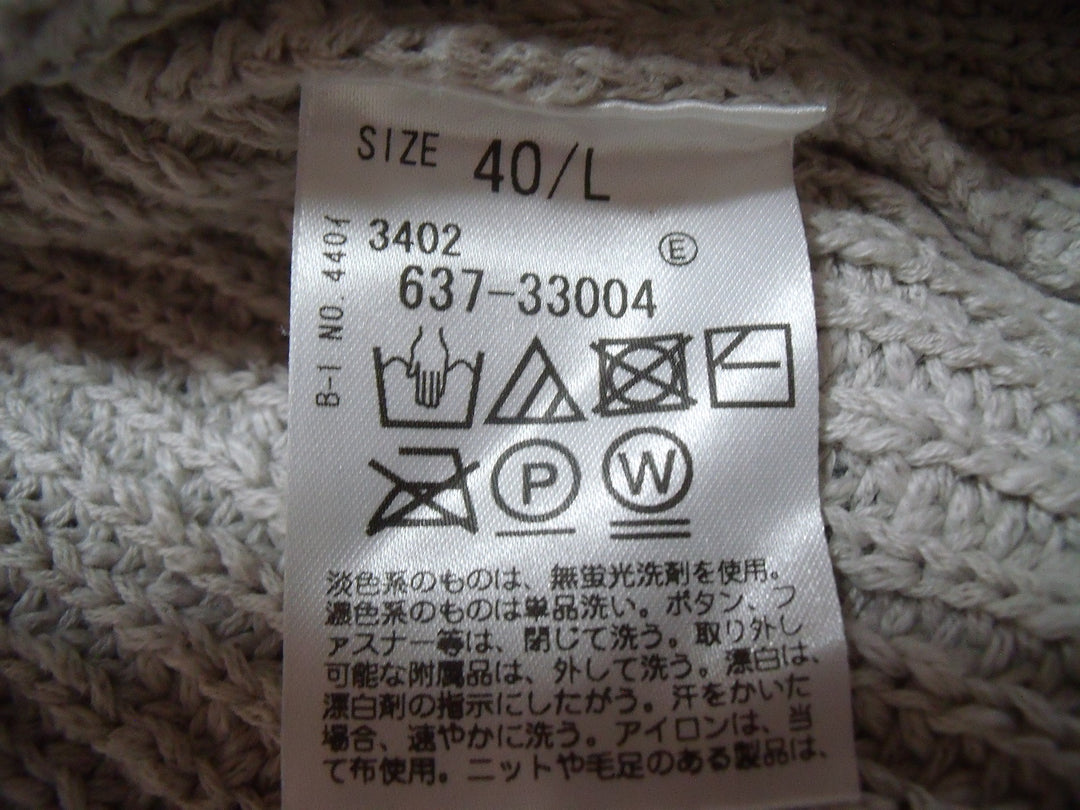 SIZE 40/L
3402 Ⓔ
637-33004
B-1 NO.4401
P W
淡色系のものは、無蛍光洗剤を使用。
濃色系のものは単品洗い。ボタン、フ
ァスナー等は、閉じて洗う。取り外し
可能な附属品は、外して洗う。漂白は、
漂白剤の指示にしたがう。汗をかいた
場合、速やかに洗う。アイロンは、当
て布使用。ニットや毛足のある製品は、